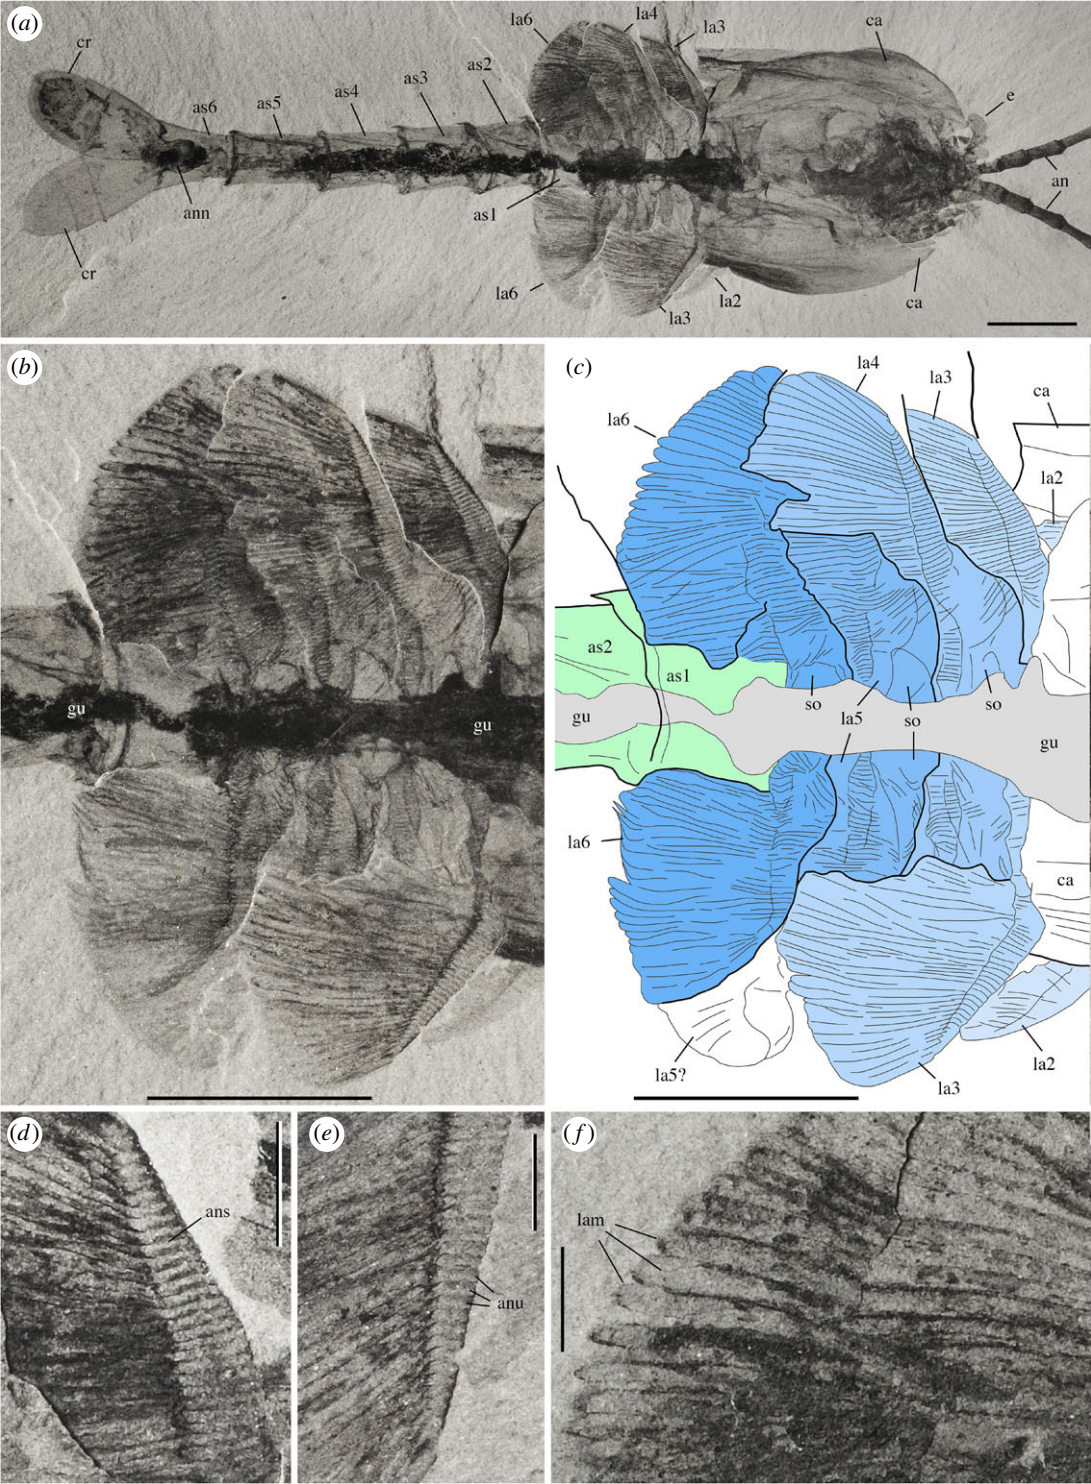 (a)
cr
as6
as5
as4
as3
as2
la6
la4
la3
ca
e
an
ann
as1
cr
la6
la3
la2
ca
(b)
gu
gu
(c)
la4
la3
ca
la6
la2
as2
as1
so
la5
so
so
gu
gu
la6
ca
la5?
la3
la2
(d)
ans
(e)
anu
(f)
lam